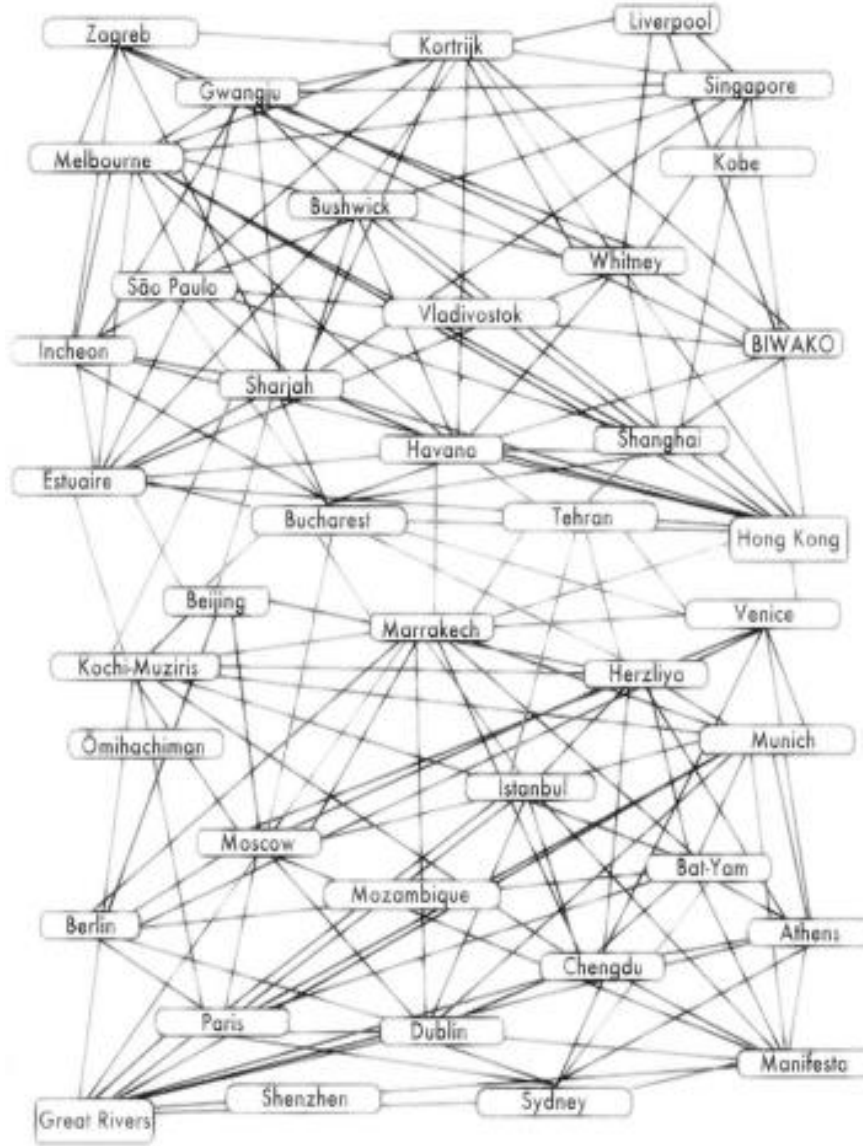 Zagreb
Kortrijk
Liverpool
Gwangju
Singapore
Melbourne
Kobe
Bushwick
Whitney
São Paulo
Vladivostok
BIWAKO
Incheon
Sharjah
Havana
Shanghai
Estuaire
Bucharest
Tehran
Hong Kong
Beijing
Marrakech
Venice
Kochi-Muziris
Herzliya
Ōmihachiman
Munich
Istanbul
Moscow
Bat-Yam
Mozambique
Berlin
Athens
Chengdu
Paris
Dublin
Manifesta
Shenzhen
Sydney
Great Rivers